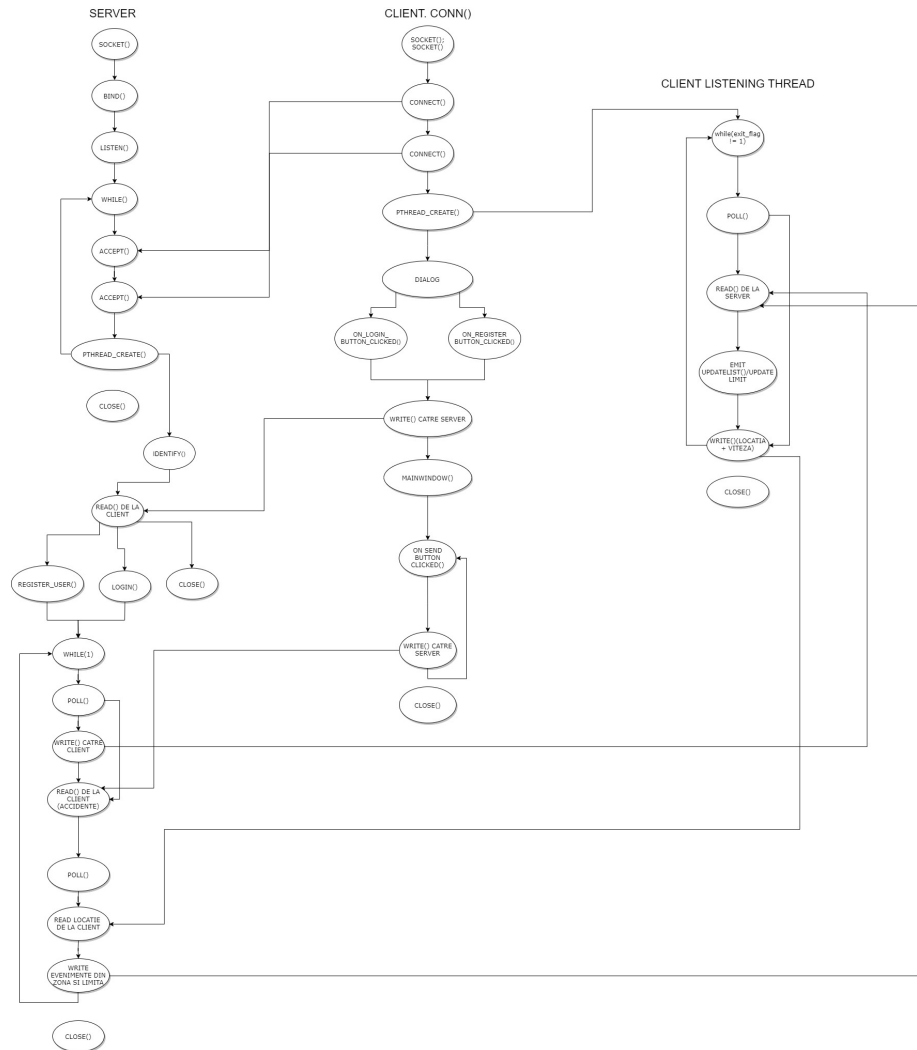 SERVER
SOCKET()
BIND()
LISTEN()
WHILE()
ACCEPT()
ACCEPT()
PTHREAD_CREATE()
CLOSE()
IDENTIFY()
READ() DE LA
CLIENT
REGISTER_USER()
LOGIN()
CLOSE()
WHILE(1)
POLL()
WRITE() CATRE
CLIENT
READ() DE LA
CLIENT
(ACCIDENTE)
POLL()
READ LOCATIE
DE LA CLIENT
WRITE
EVENIMENTE DIN
ZONA SI LIMITA
CLOSE()
CLIENT. CONN()
SOCKET();
SOCKET()
CONNECT()
CONNECT()
PTHREAD_CREATE()
DIALOG
ON_LOGIN_
BUTTON_CLICKED()
ON_REGISTER
BUTTON_CLICKED()
WRITE() CATRE SERVER
MAINWINDOW()
ON SEND
BUTTON
CLICKED()
WRITE() CATRE
SERVER
CLOSE()
CLIENT LISTENING THREAD
while(exit_flag
!= 1)
POLL()
READ() DE LA
SERVER
EMIT
UPDATELIST()/UPDATE
LIMIT
WRITE()(LOCATIA
+ VITEZA)
CLOSE()